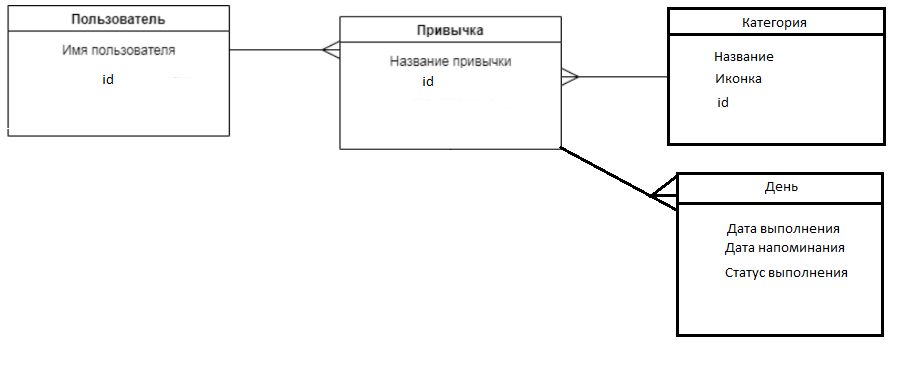 Пользователь
Имя пользователя
id
Привычка
Название привычки
id
Категория
Название
Иконка
id
День
Дата выполнения
Дата напоминания
Статус выполнения